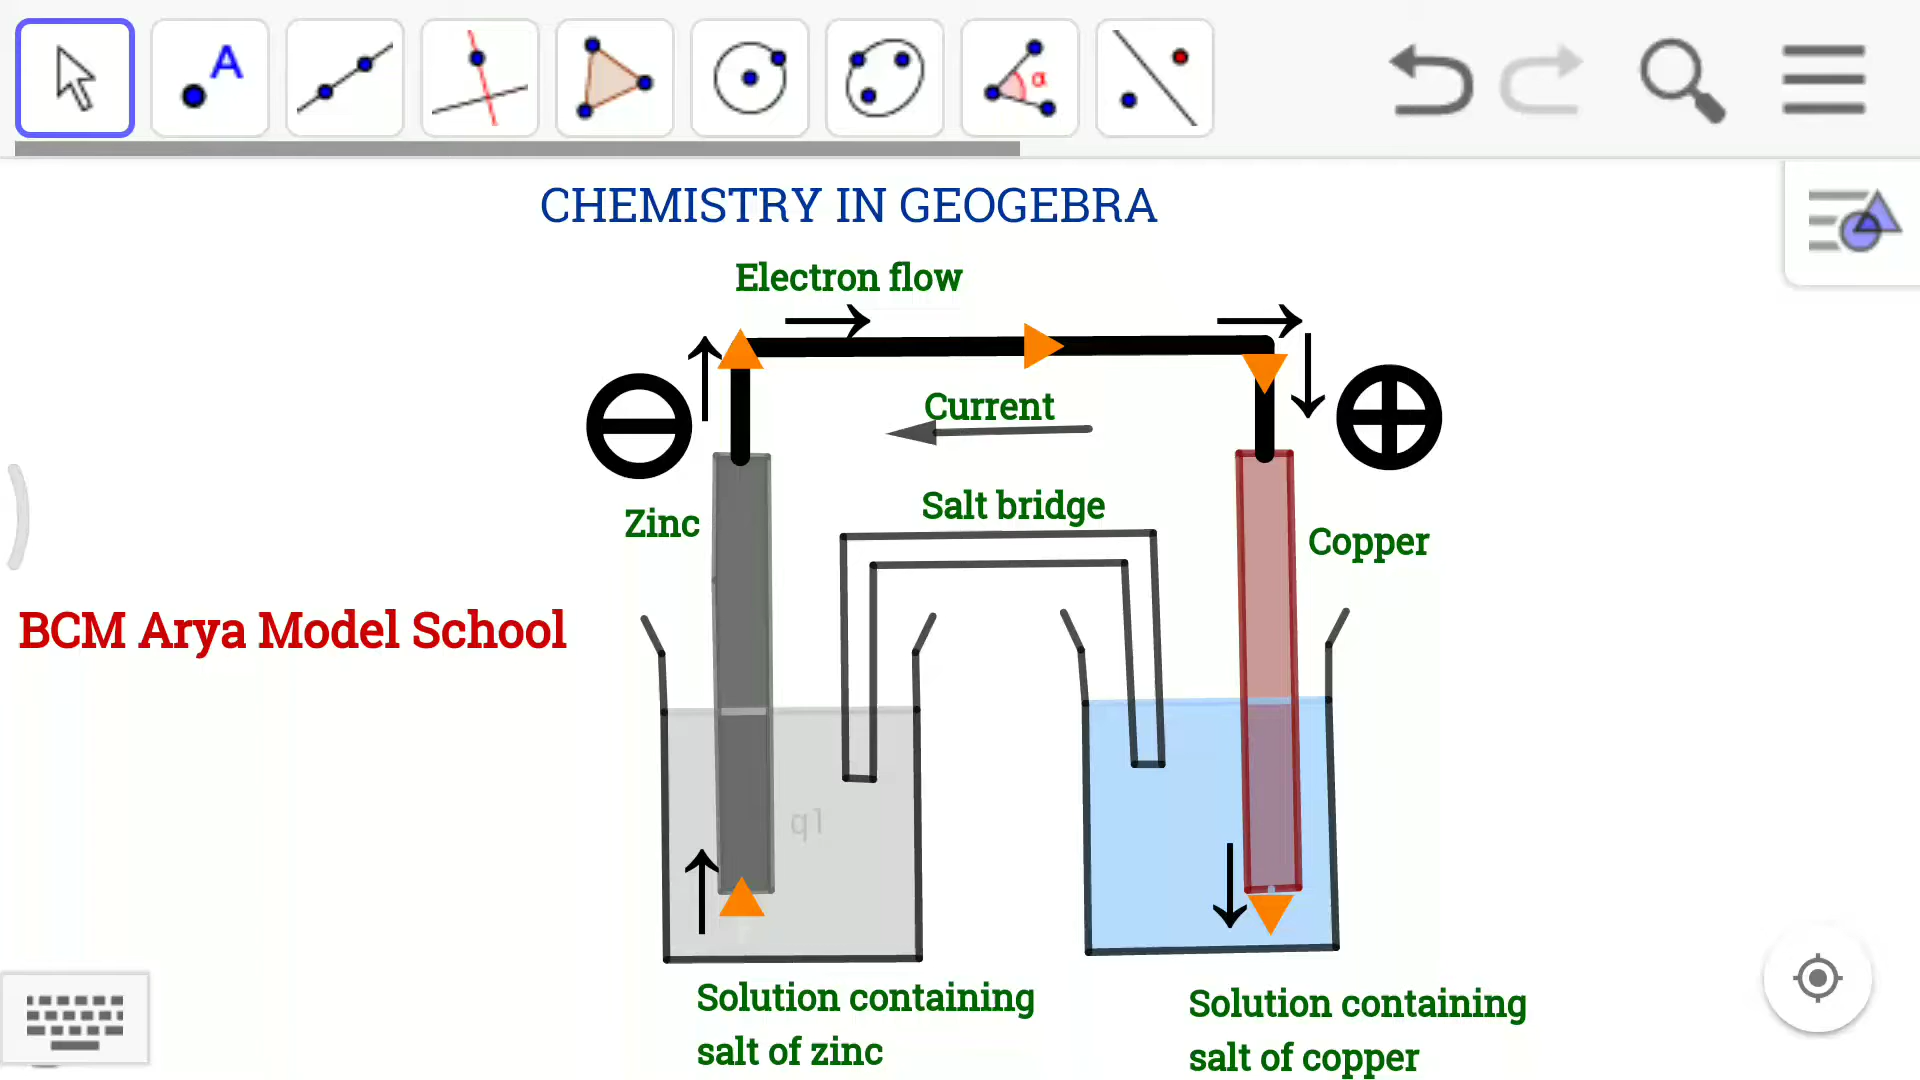 A
α
CHEMISTRY IN GEOGEBRA
Electron flow
Current
Salt bridge
Zinc
Copper
BCM Arya Model School
q1
Solution containing
salt of zinc
Solution containing
salt of copper